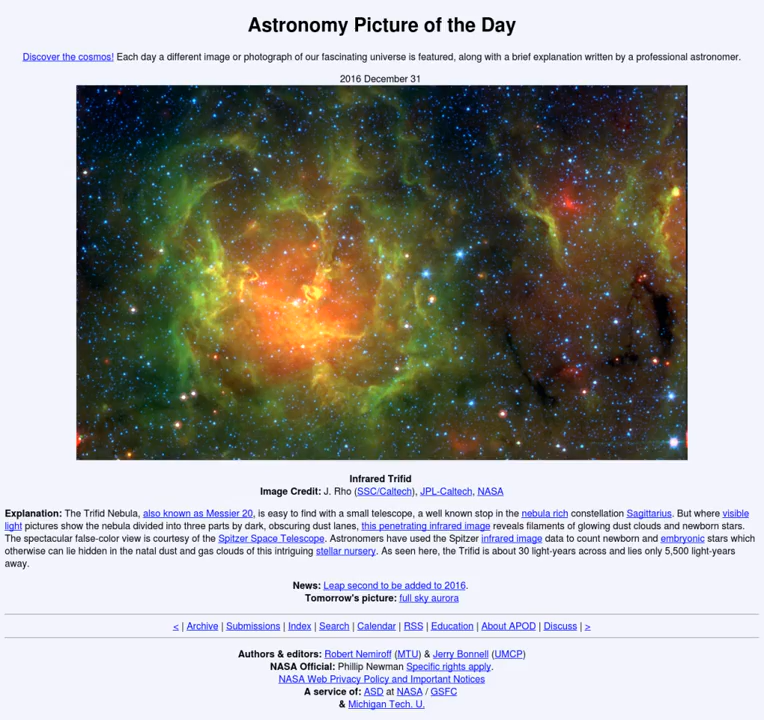 Astronomy Picture of the Day
Discover the cosmos! Each day a different image or photograph of our fascinating universe is featured, along with a brief explanation written by a professional astronomer.
2016 December 31
Infrared Trifid
Image Credit: J. Rho (SSC/Caltech), JPL-Caltech, NASA
Explanation: The Trifid Nebula, also known as Messier 20, is easy to find with a small telescope, a well known stop in the nebula rich constellation Sagittarius. But where visible
light pictures show the nebula divided into three parts by dark, obscuring dust lanes, this penetrating infrared image reveals filaments of glowing dust clouds and newborn stars.
The spectacular false-color view is courtesy of the Spitzer Space Telescope. Astronomers have used the Spitzer infrared image data to count newborn and embryonic stars which
otherwise can lie hidden in the natal dust and gas clouds of this intriguing stellar nursery. As seen here, the Trifid is about 30 light-years across and lies only 5,500 light-years
away.
News: Leap second to be added to 2016.
Tomorrow's picture: full sky aurora
< | Archive | Submissions | Index | Search | Calendar | RSS | Education | About APOD | Discuss | >
Authors & editors: Robert Nemiroff (MTU) & Jerry Bonnell (UMCP)
NASA Official: Phillip Newman Specific rights apply.
NASA Web Privacy Policy and Important Notices
A service of: ASD at NASA / GSFC
& Michigan Tech. U.